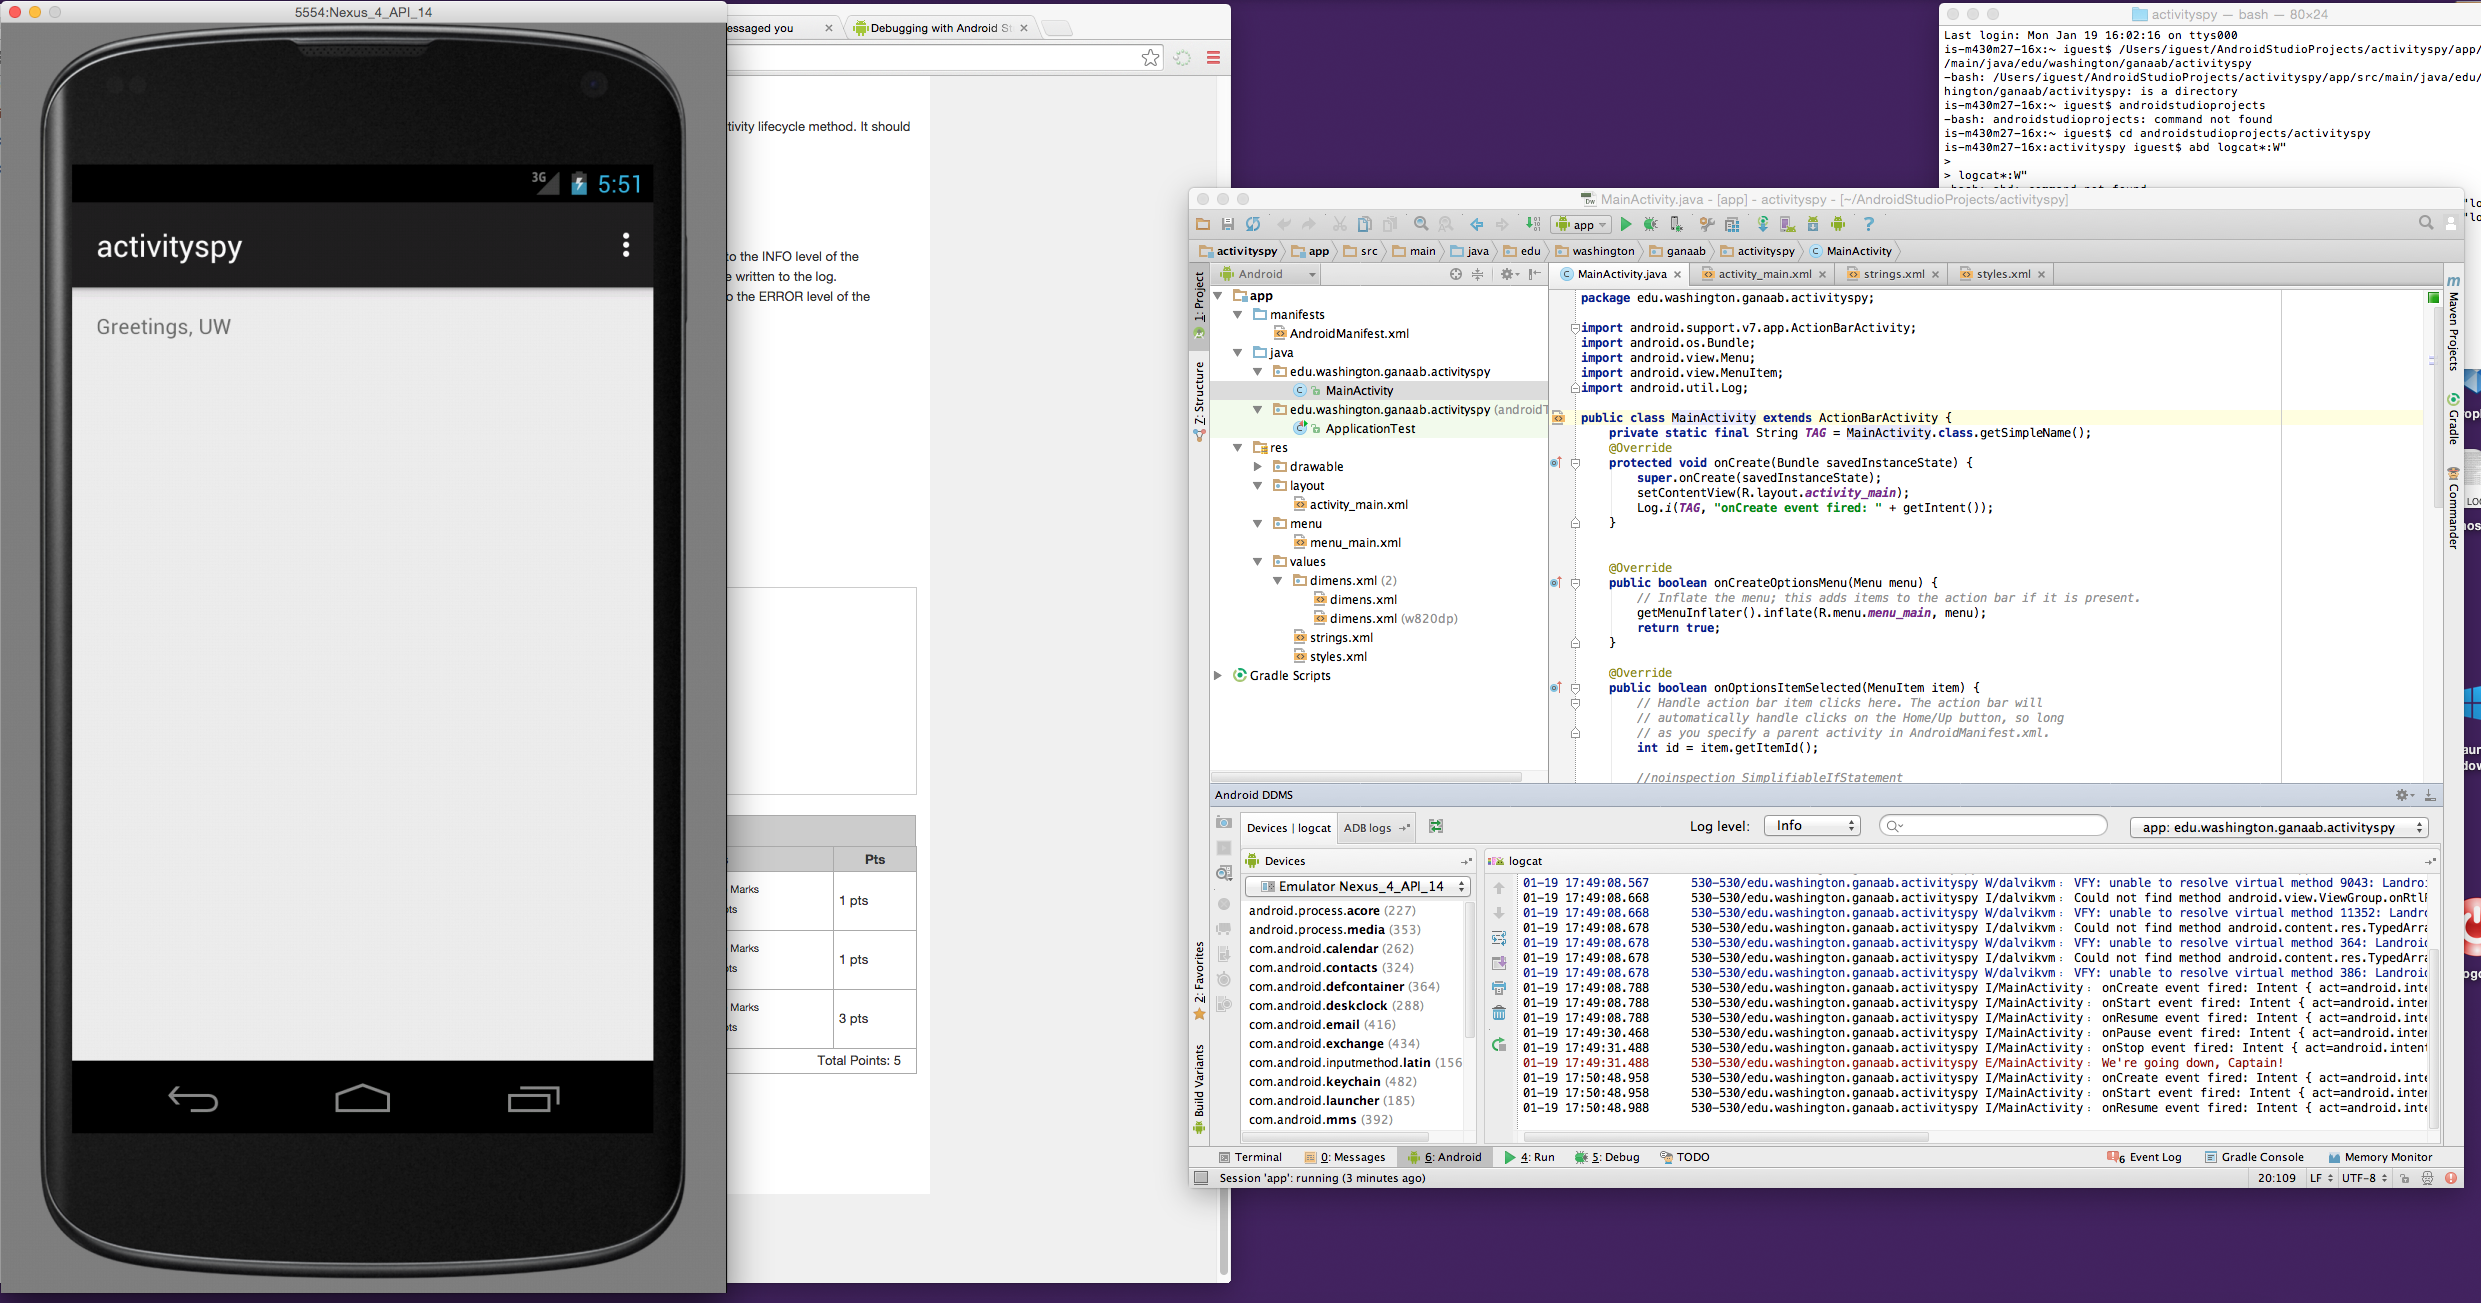 5554:Nexus_4_API_14
3G 5:51
activityspy
Greetings, UW
essaged you
Debugging with Android St
tivity lifecycle method. It should
o the INFO level of the
e written to the log.
o the ERROR level of the
Pts
Marks
1 pts
Marks
1 pts
Marks
3 pts
Total Points: 5
activityspy — bash — 80×24
Last login: Mon Jan 19 16:02:16 on ttys000
is-m430m27-16x:~ iguest$ /Users/iguest/AndroidStudioProjects/activityspy/app/
/main/java/edu/washington/ganaab/activityspy
-bash: /Users/iguest/AndroidStudioProjects/activityspy/app/src/main/java/edu/
hington/ganaab/activityspy: is a directory
is-m430m27-16x:~ iguest$ androidstudioprojects
-bash: androidstudioprojects: command not found
is-m430m27-16x:~ iguest$ cd androidstudioprojects/activityspy
is-m430m27-16x:activityspy iguest$ abd logcat*:W"
>
> logcat*:W"
MainActivity.java - [app] - activityspy - [~/AndroidStudioProjects/activityspy]
app
activityspy app src main java edu washington ganaab activityspy MainActivity
1: Project
Z: Structure
2: Favorites
Build Variants
Android
app
manifests
AndroidManifest.xml
java
edu.washington.ganaab.activityspy
MainActivity
edu.washington.ganaab.activityspy (androidT
ApplicationTest
res
drawable
layout
activity_main.xml
menu
menu_main.xml
values
dimens.xml (2)
dimens.xml
dimens.xml (w820dp)
strings.xml
styles.xml
Gradle Scripts
MainActivity.java activity_main.xml strings.xml styles.xml
package edu.washington.ganaab.activityspy;
import android.support.v7.app.ActionBarActivity;
import android.os.Bundle;
import android.view.Menu;
import android.view.MenuItem;
import android.util.Log;
public class MainActivity extends ActionBarActivity {
private static final String TAG = MainActivity.class.getSimpleName();
@Override
protected void onCreate(Bundle savedInstanceState) {
super.onCreate(savedInstanceState);
setContentView(R.layout.activity_main);
Log.i(TAG, "onCreate event fired: " + getIntent());
}
@Override
public boolean onCreateOptionsMenu(Menu menu) {
// Inflate the menu; this adds items to the action bar if it is present.
getMenuInflater().inflate(R.menu.menu_main, menu);
return true;
}
@Override
public boolean onOptionsItemSelected(MenuItem item) {
// Handle action bar item clicks here. The action bar will
// automatically handle clicks on the Home/Up button, so long
// as you specify a parent activity in AndroidManifest.xml.
int id = item.getItemId();
//noinspection SimplifiableIfStatement
Maven Projects
Gradle
Commander
Android DDMS
Devices | logcat ADB logs
Log level: Info
app: edu.washington.ganaab.activityspy
Devices
Emulator Nexus_4_API_14
android.process.acore (227)
android.process.media (353)
com.android.calendar (262)
com.android.contacts (324)
com.android.defcontainer (364)
com.android.deskclock (288)
com.android.email (416)
com.android.exchange (434)
com.android.inputmethod.latin (156
com.android.keychain (482)
com.android.launcher (185)
com.android.mms (392)
logcat
01-19 17:49:08.567 530-530/edu.washington.ganaab.activityspy W/dalvikvm: VFY: unable to resolve virtual method 9043: Landroi
01-19 17:49:08.668 530-530/edu.washington.ganaab.activityspy I/dalvikvm: Could not find method android.view.ViewGroup.onRtlP
01-19 17:49:08.668 530-530/edu.washington.ganaab.activityspy W/dalvikvm: VFY: unable to resolve virtual method 11352: Landro
01-19 17:49:08.678 530-530/edu.washington.ganaab.activityspy I/dalvikvm: Could not find method android.content.res.TypedArra
01-19 17:49:08.678 530-530/edu.washington.ganaab.activityspy W/dalvikvm: VFY: unable to resolve virtual method 364: Landroid
01-19 17:49:08.678 530-530/edu.washington.ganaab.activityspy I/dalvikvm: Could not find method android.content.res.TypedArra
01-19 17:49:08.678 530-530/edu.washington.ganaab.activityspy W/dalvikvm: VFY: unable to resolve virtual method 386: Landroid
01-19 17:49:08.788 530-530/edu.washington.ganaab.activityspy I/MainActivity: onCreate event fired: Intent { act=android.inte
01-19 17:49:08.788 530-530/edu.washington.ganaab.activityspy I/MainActivity: onStart event fired: Intent { act=android.inter
01-19 17:49:08.788 530-530/edu.washington.ganaab.activityspy I/MainActivity: onResume event fired: Intent { act=android.inte
01-19 17:49:30.468 530-530/edu.washington.ganaab.activityspy I/MainActivity: onPause event fired: Intent { act=android.inter
01-19 17:49:31.488 530-530/edu.washington.ganaab.activityspy I/MainActivity: onStop event fired: Intent { act=android.intent
01-19 17:49:31.488 530-530/edu.washington.ganaab.activityspy E/MainActivity: We're going down, Captain!
01-19 17:50:48.958 530-530/edu.washington.ganaab.activityspy I/MainActivity: onCreate event fired: Intent { act=android.inte
01-19 17:50:48.958 530-530/edu.washington.ganaab.activityspy I/MainActivity: onStart event fired: Intent { act=android.inter
01-19 17:50:48.988 530-530/edu.washington.ganaab.activityspy I/MainActivity: onResume event fired: Intent { act=android.inte
Terminal 0: Messages 6: Android 4: Run 5: Debug TODO
6 Event Log Gradle Console Memory Monitor
Session 'app': running (3 minutes ago)
20:109 LF UTF-8